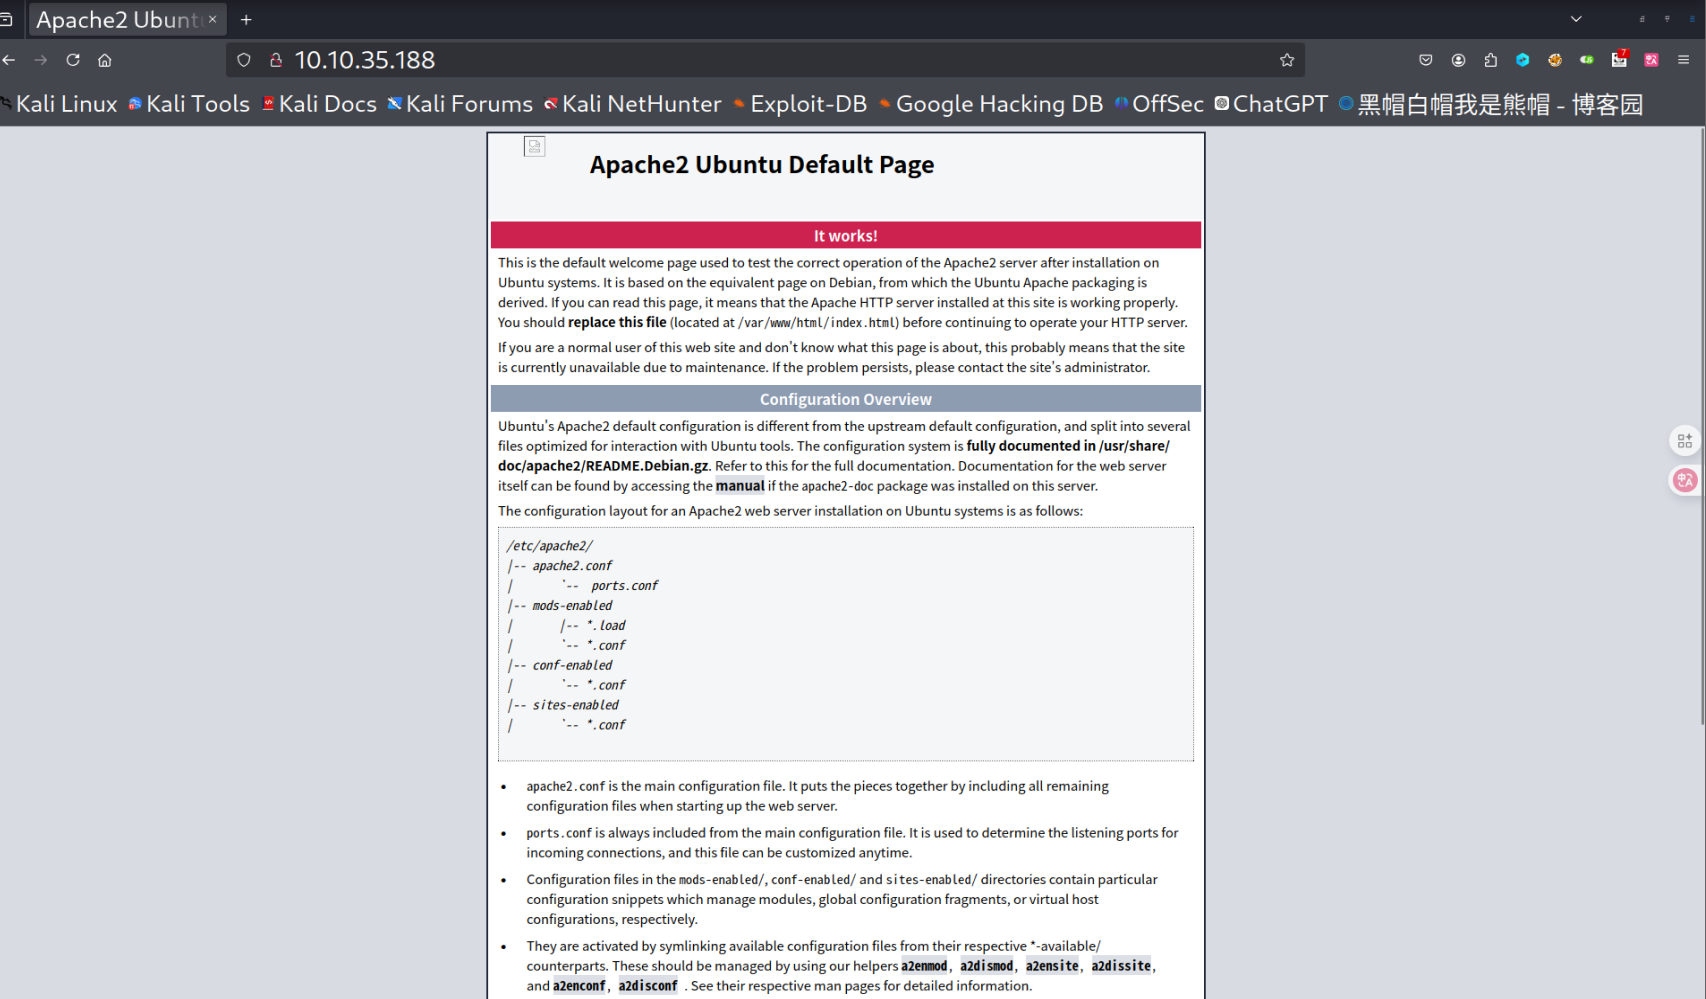 Apache2 Ubuntu
10.10.35.188
7
Kali Linux Kali Tools Kali Docs Kali Forums Kali NetHunter Exploit-DB Google Hacking DB OffSec ChatGPT 黑帽白帽我是熊帽 - 博客园
Apache2 Ubuntu Default Page
It works!
This is the default welcome page used to test the correct operation of the Apache2 server after installation on
Ubuntu systems. It is based on the equivalent page on Debian, from which the Ubuntu Apache packaging is
derived. If you can read this page, it means that the Apache HTTP server installed at this site is working properly.
You should replace this file (located at /var/www/html/index.html) before continuing to operate your HTTP server.
If you are a normal user of this web site and don't know what this page is about, this probably means that the site
is currently unavailable due to maintenance. If the problem persists, please contact the site's administrator.
Configuration Overview
Ubuntu's Apache2 default configuration is different from the upstream default configuration, and split into several
files optimized for interaction with Ubuntu tools. The configuration system is fully documented in /usr/share/
doc/apache2/README.Debian.gz. Refer to this for the full documentation. Documentation for the web server
itself can be found by accessing the manual if the apache2-doc package was installed on this server.
The configuration layout for an Apache2 web server installation on Ubuntu systems is as follows:
/etc/apache2/
|-- apache2.conf
|       `--  ports.conf
|-- mods-enabled
|       |-- *.load
|       `-- *.conf
|-- conf-enabled
|       `-- *.conf
|-- sites-enabled
|       `-- *.conf
• apache2.conf is the main configuration file. It puts the pieces together by including all remaining
configuration files when starting up the web server.
• ports.conf is always included from the main configuration file. It is used to determine the listening ports for
incoming connections, and this file can be customized anytime.
• Configuration files in the mods-enabled/, conf-enabled/ and sites-enabled/ directories contain particular
configuration snippets which manage modules, global configuration fragments, or virtual host
configurations, respectively.
• They are activated by symlinking available configuration files from their respective *-available/
counterparts. These should be managed by using our helpers a2enmod, a2dismod, a2ensite, a2dissite,
and a2enconf, a2disconf . See their respective man pages for detailed information.